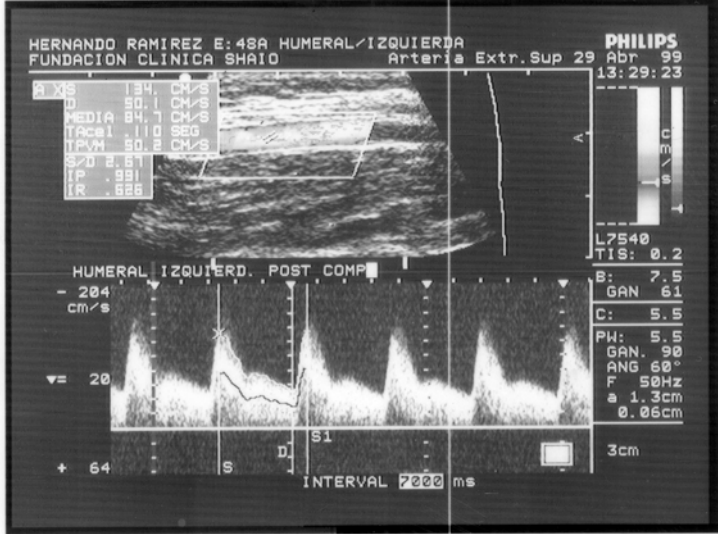 HERNANDO RAMIREZ E:48A HUMERAL/IZQUIERDA PHILIPS
FUNDACION CLINICA SHAIO Arteria Extr.Sup 29 Abr 99
13:29:23
A X S 134. CM/S
D 50.1 CM/S
MEDIA 84.7 CM/S
TAcel .110 SEG
TPVM 50.2 CM/S
S/D 2.67
IP .991
IR .626
cm/s
L7540
TIS: 0.2
HUMERAL IZQUIERD. POST COMP
B: 7.5
GAN 61
C: 5.5
PW: 5.5
GAN. 90
ANG 60°
F 50Hz
a 1.3cm
0.06cm
3cm
- 204
cm/s
= 20
+ 64
S
D
S1
INTERVAL 7000 ms